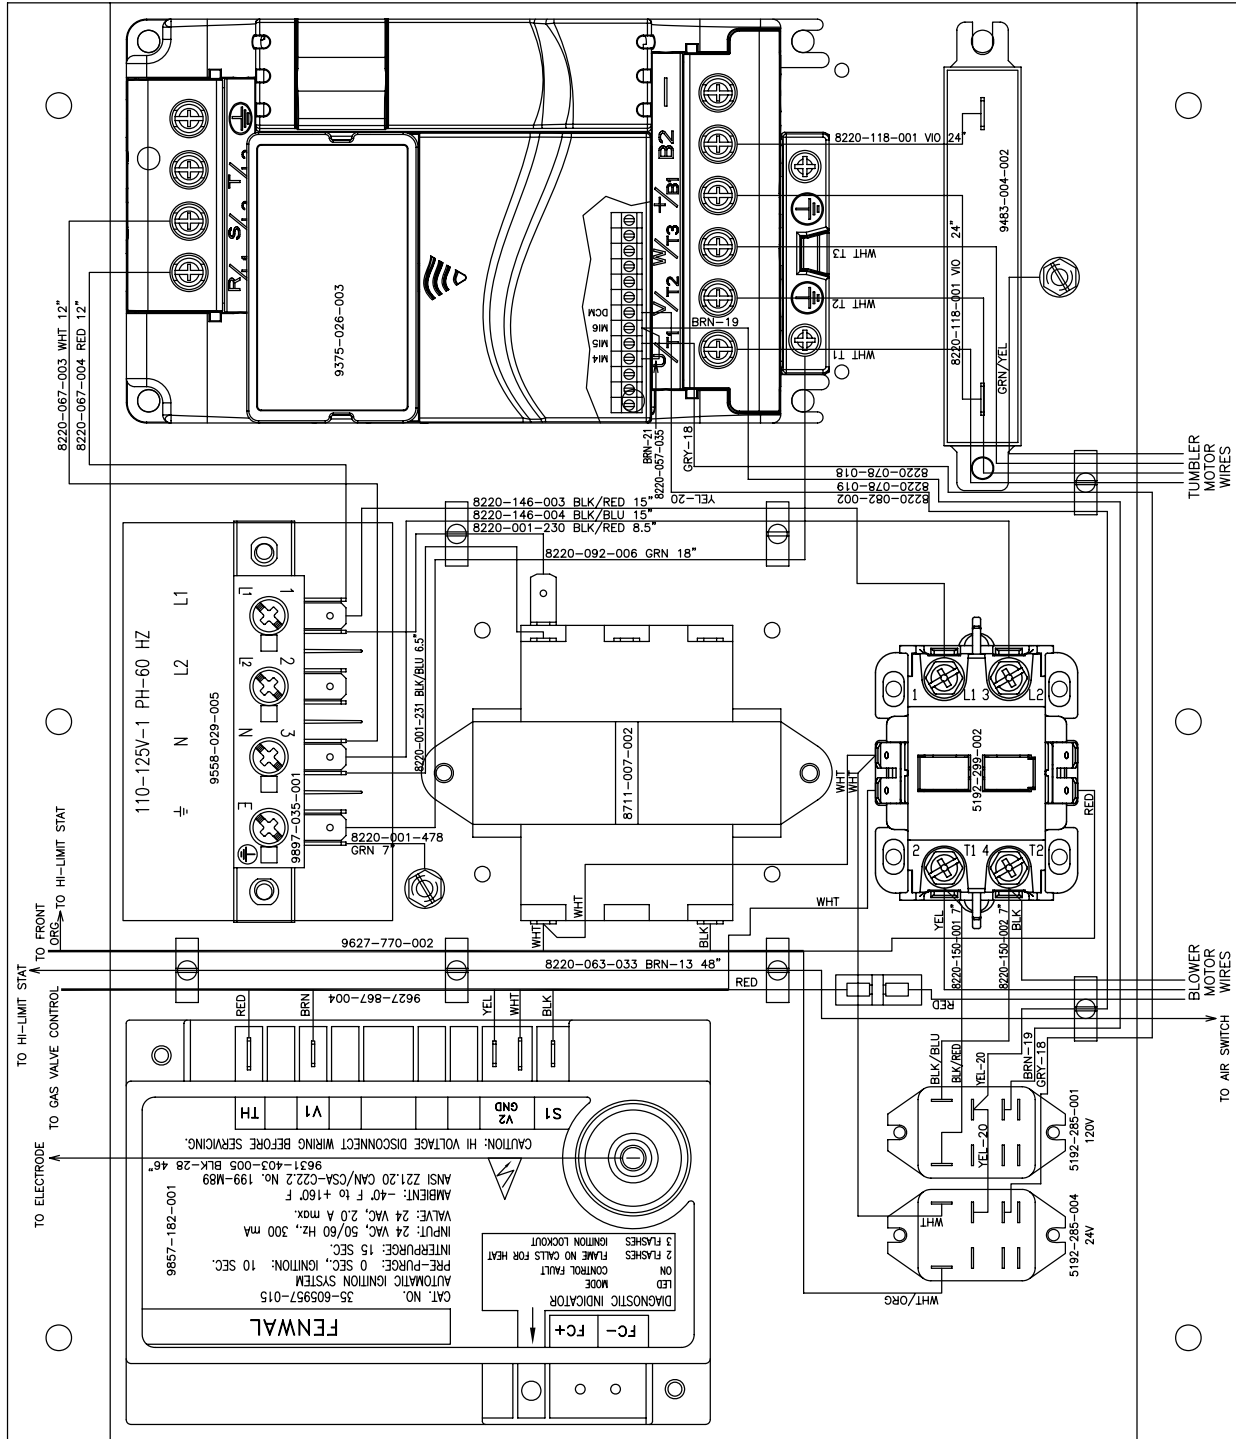 8220-067-003 WHT 12"
8220-067-004 RED 12"
R/L1
S/L2
T/L3
9375-026-003
DCM
MI6
MI5
MI4
−
B2
+/B1
W/T3
V/T2
U/T1
BRN-19
8220-118-001 VIO 24"
9483-004-002
8220-118-001 VIO 24"
WHT T3
WHT T2
WHT T1
GRN/YEL
BRN-21
8220-057-035
GRY-18
YEL-20
8220-078-018
8220-078-019
8220-082-002
TUMBLER
MOTOR
WIRES
8220-146-003 BLK/RED 15"
8220-146-004 BLK/BLU 15"
8220-001-230 BLK/RED 8.5"
8220-092-006 GRN 18"
110-125V-1 PH-60 HZ
L1
L2
N
9558-029-005
1
L1
2
L2
3
N
E
9897-035-001
8220-001-231 BLK/BLU 6.5"
8220-001-478
GRN 7"
8711-007-002
1
L1
3
L2
5192-299-002
2
T1
4
T2
WHT
WHT
RED
WHT
WHT
WHT
BLK
YEL
8220-150-001 7"
8220-150-002 7"
BLK
TO HI-LIMIT STAT
ORG
TO FRONT
9627-770-002
8220-063-033 BRN-13 48"
TO HI-LIMIT STAT
9627-867-004
TO GAS VALVE CONTROL
RED
RED
BLOWER
MOTOR
WIRES
TO AIR SWITCH
RED
BRN
YEL
WHT
BLK
TH
V1
V2
GND
S1
CAUTION: HI VOLTAGE DISCONNECT WIRING BEFORE SERVICING.
TO ELECTRODE
9631-403-005 BLK-28 46"
ANSI Z21.20 CAN/CSA-C22.2 No. 199-M89
AMBIENT: -40° F to +160° F
VALVE: 24 VAC, 2.0 A max.
INPUT: 24 VAC, 50/60 Hz., 300 mA
INTERPURGE: 15 SEC.
PRE-PURGE: 0 SEC., IGNITION: 10 SEC.
AUTOMATIC IGNITION SYSTEM
CAT. NO. 35-605957-015
FENWAL
9857-182-001
DIAGNOSTIC INDICATOR
LED MODE
ON CONTROL FAULT
2 FLASHES FLAME NO CALLS FOR HEAT
3 FLASHES IGNITION LOCKOUT
FC+
FC-
BLK/BLU
BLK/RED
YEL-20
BRN-19
GRY-18
YEL-20
5192-285-001
120V
WHT
5192-285-004
24V
WHT/ORG